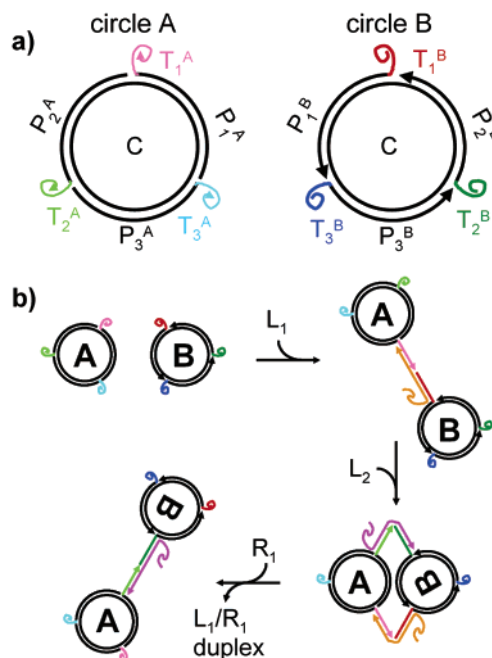 circle A
circle B
a)
T₁ᴬ
T₁ᴮ
P₂ᴬ
C
P₁ᴬ
P₁ᴮ
C
T₂ᴬ
T₃ᴬ
P₃ᴬ
T₃ᴮ
P₃ᴮ
T₂ᴮ
b)
A
B
L₁
A
B
L₂
B
A
R₁
L₁/R₁
duplex
A
B